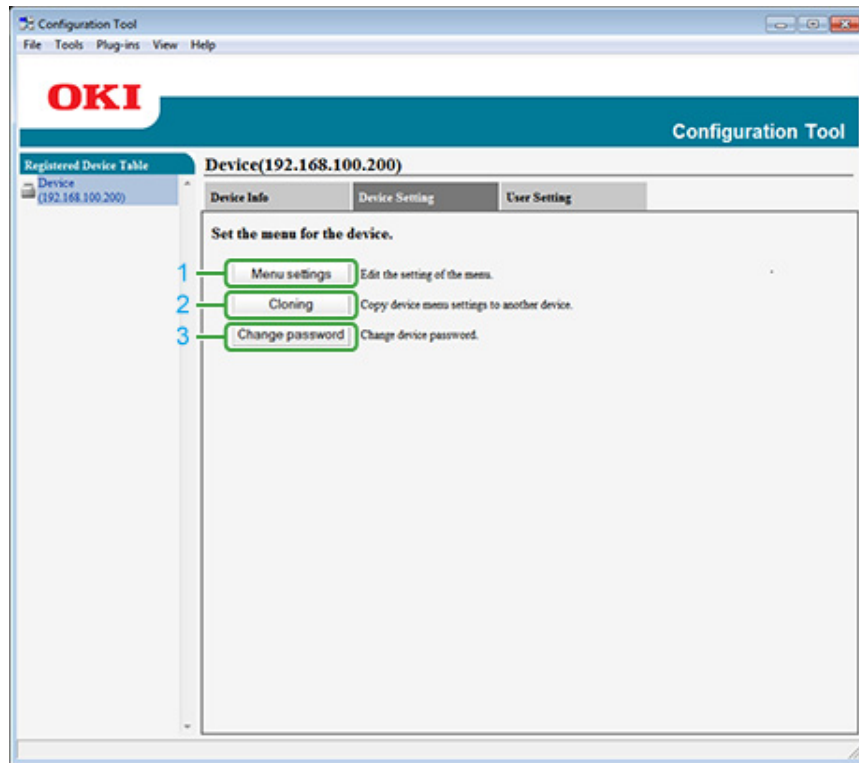 Configuration Tool
File Tools Plug-ins View Help
OKI
Configuration Tool
Registered Device Table
Device
(192.168.100.200)
Device(192.168.100.200)
Device Info Device Setting User Setting
Set the menu for the device.
1 Menu settings Edit the setting of the menu.
2 Cloning Copy device menu settings to another device.
3 Change password Change device password.